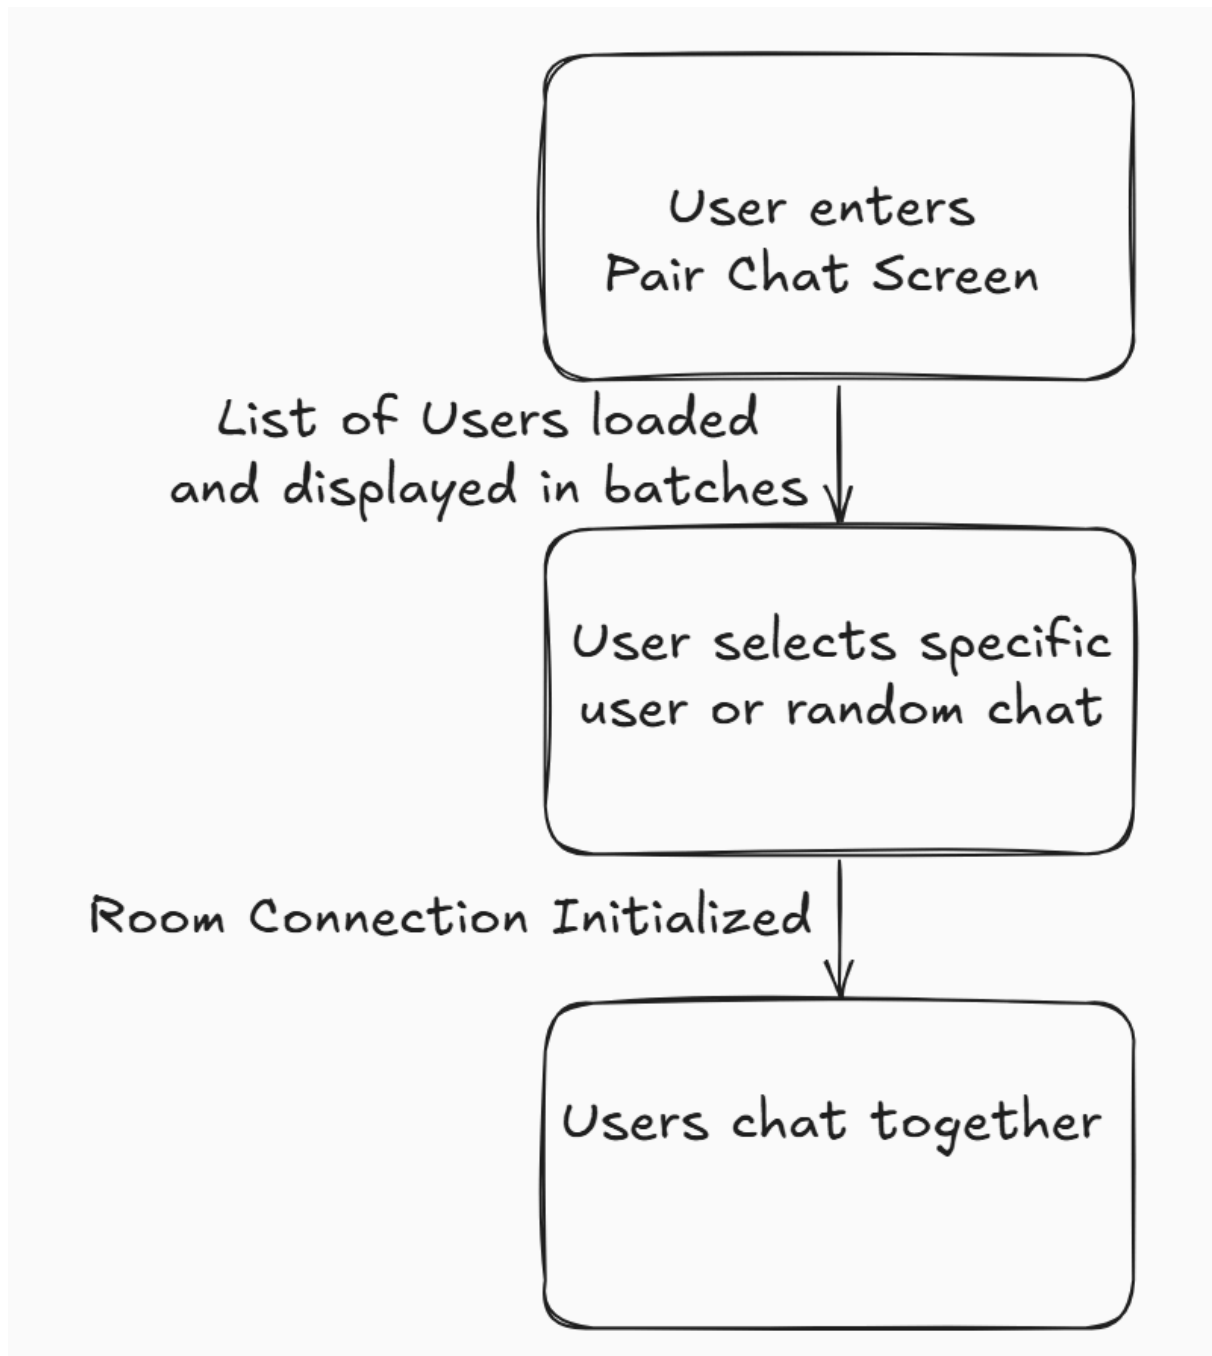 User enters
Pair Chat Screen
List of Users loaded
and displayed in batches
User selects specific
user or random chat
Room Connection Initialized
Users chat together